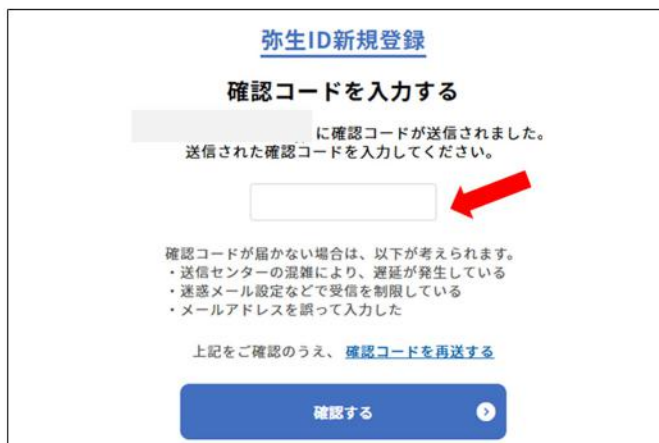 弥生ID新規登録
確認コードを入力する
に確認コードが送信されました。
送信された確認コードを入力してください。
確認コードが届かない場合は、以下が考えられます。
・送信センターの混雑により、遅延が発生している
・迷惑メール設定などで受信を制限している
・メールアドレスを誤って入力した
上記をご確認のうえ、 確認コードを再送する
確認する